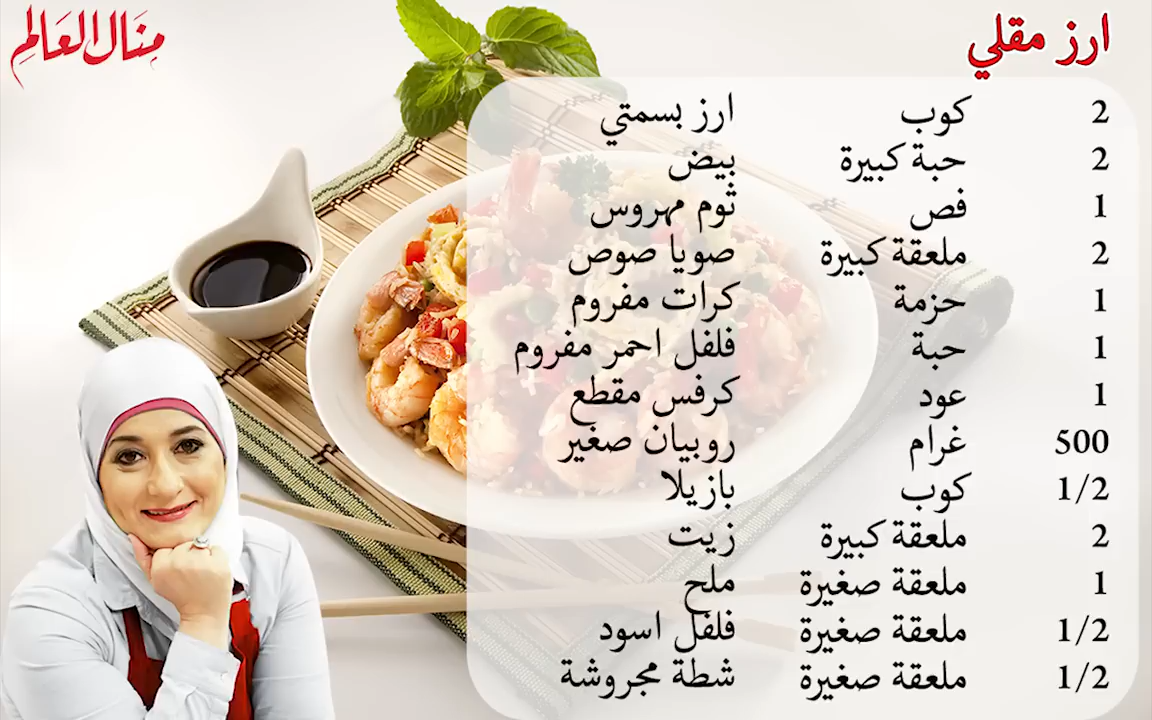 منال العالم
ارز مقلي
2 كوب ارز بسمتي
2 حبة كبيرة بيض
1 فص ثوم مهروس
2 ملعقة كبيرة صويا صوص
1 حزمة كرات مفروم
1 حبة فلفل احمر مفروم
1 عود كرفس مقطع
500 غرام روبيان صغير
1/2 كوب بازيلا
2 ملعقة كبيرة زيت
1 ملعقة صغيرة ملح
1/2 ملعقة صغيرة فلفل اسود
1/2 ملعقة صغيرة شطة مجروشة